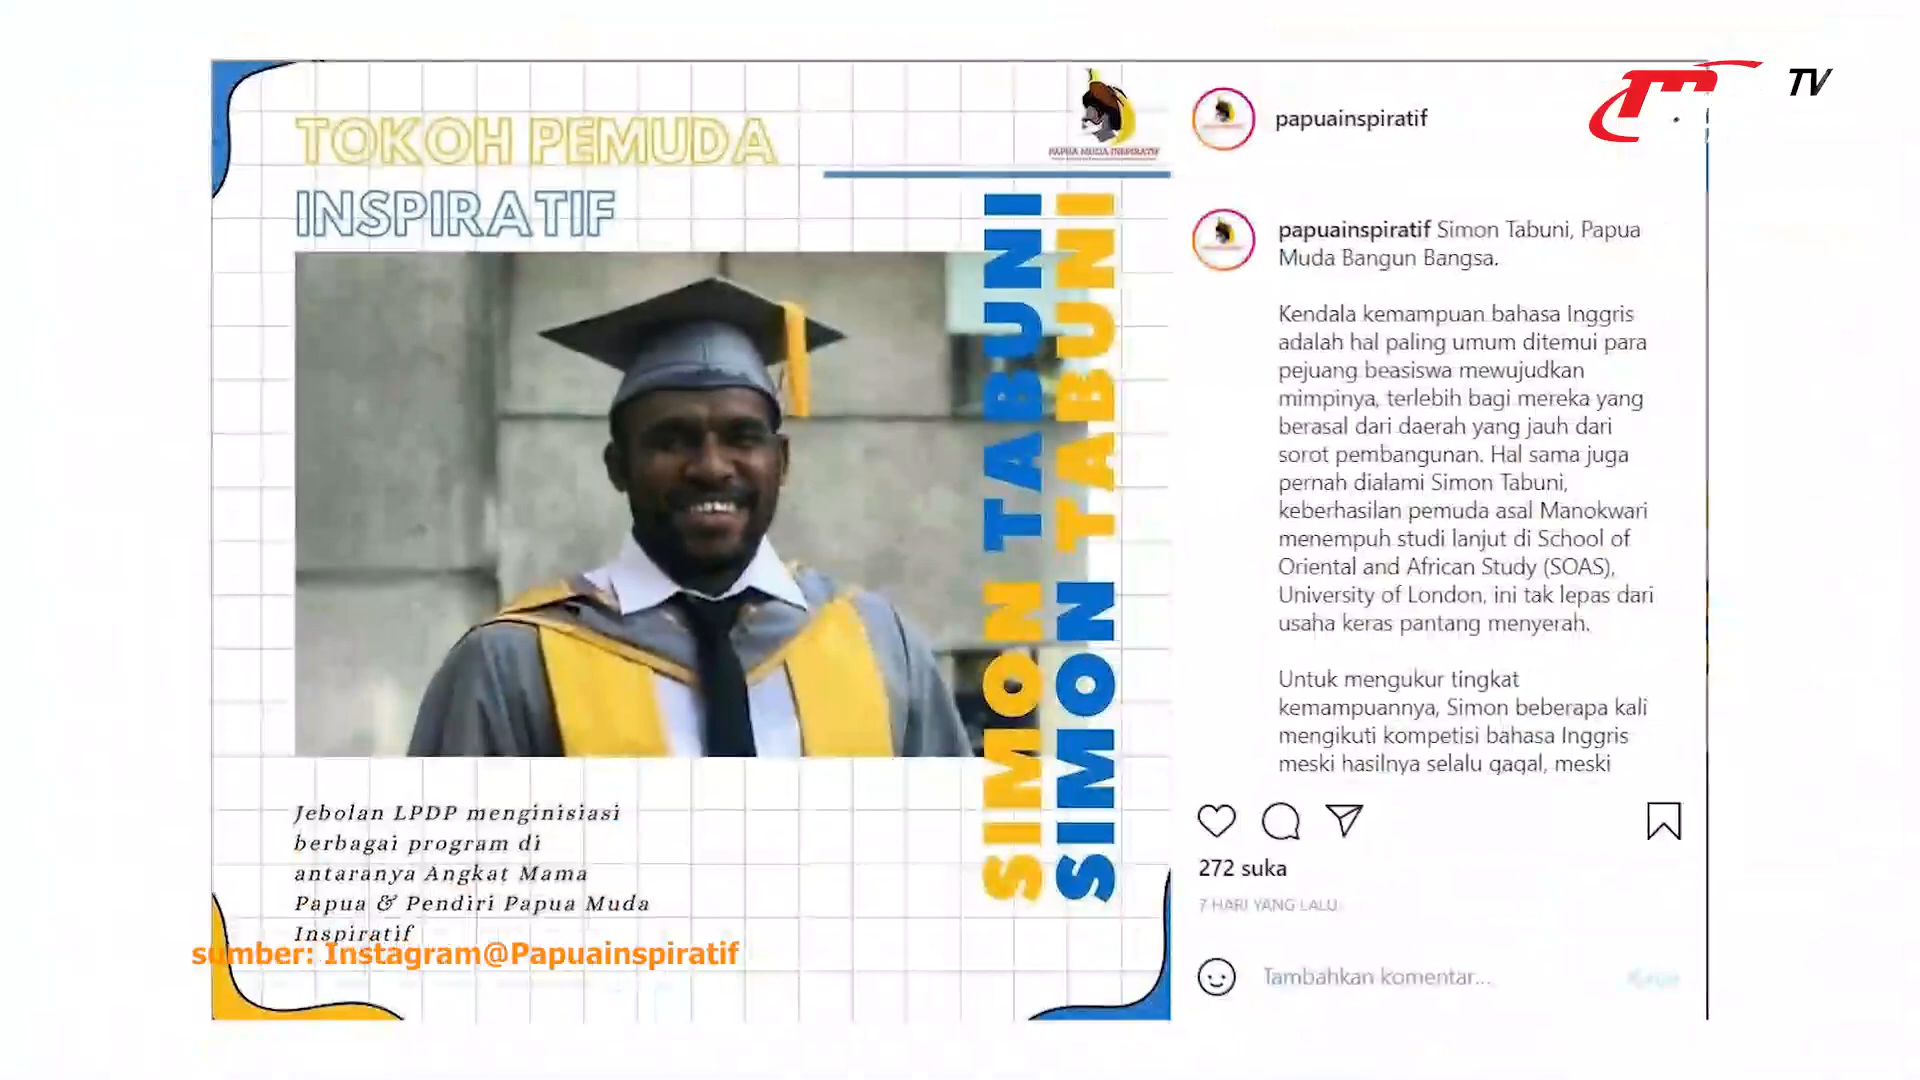 TOKOH PEMUDA
INSPIRATIF
PAPUA MUDA INSPIRATIF
SIMON TABUNI
SIMON TABUNI
Jebolan LPDP menginisiasi
berbagai program di
antaranya Angkat Mama
Papua & Pendiri Papua Muda
Inspiratif
sumber: Instagram@Papuainspiratif
TV
papuainspiratif
papuainspiratif Simon Tabuni, Papua
Muda Bangun Bangsa.
Kendala kemampuan bahasa Inggris
adalah hal paling umum ditemui para
pejuang beasiswa mewujudkan
mimpinya, terlebih bagi mereka yang
berasal dari daerah yang jauh dari
sorot pembangunan. Hal sama juga
pernah dialami Simon Tabuni,
keberhasilan pemuda asal Manokwari
menempuh studi lanjut di School of
Oriental and African Study (SOAS),
University of London, ini tak lepas dari
usaha keras pantang menyerah.
Untuk mengukur tingkat
kemampuannya, Simon beberapa kali
mengikuti kompetisi bahasa Inggris
meski hasilnya selalu gagal, meski
272 suka
7 HARI YANG LALU
Tambahkan komentar...